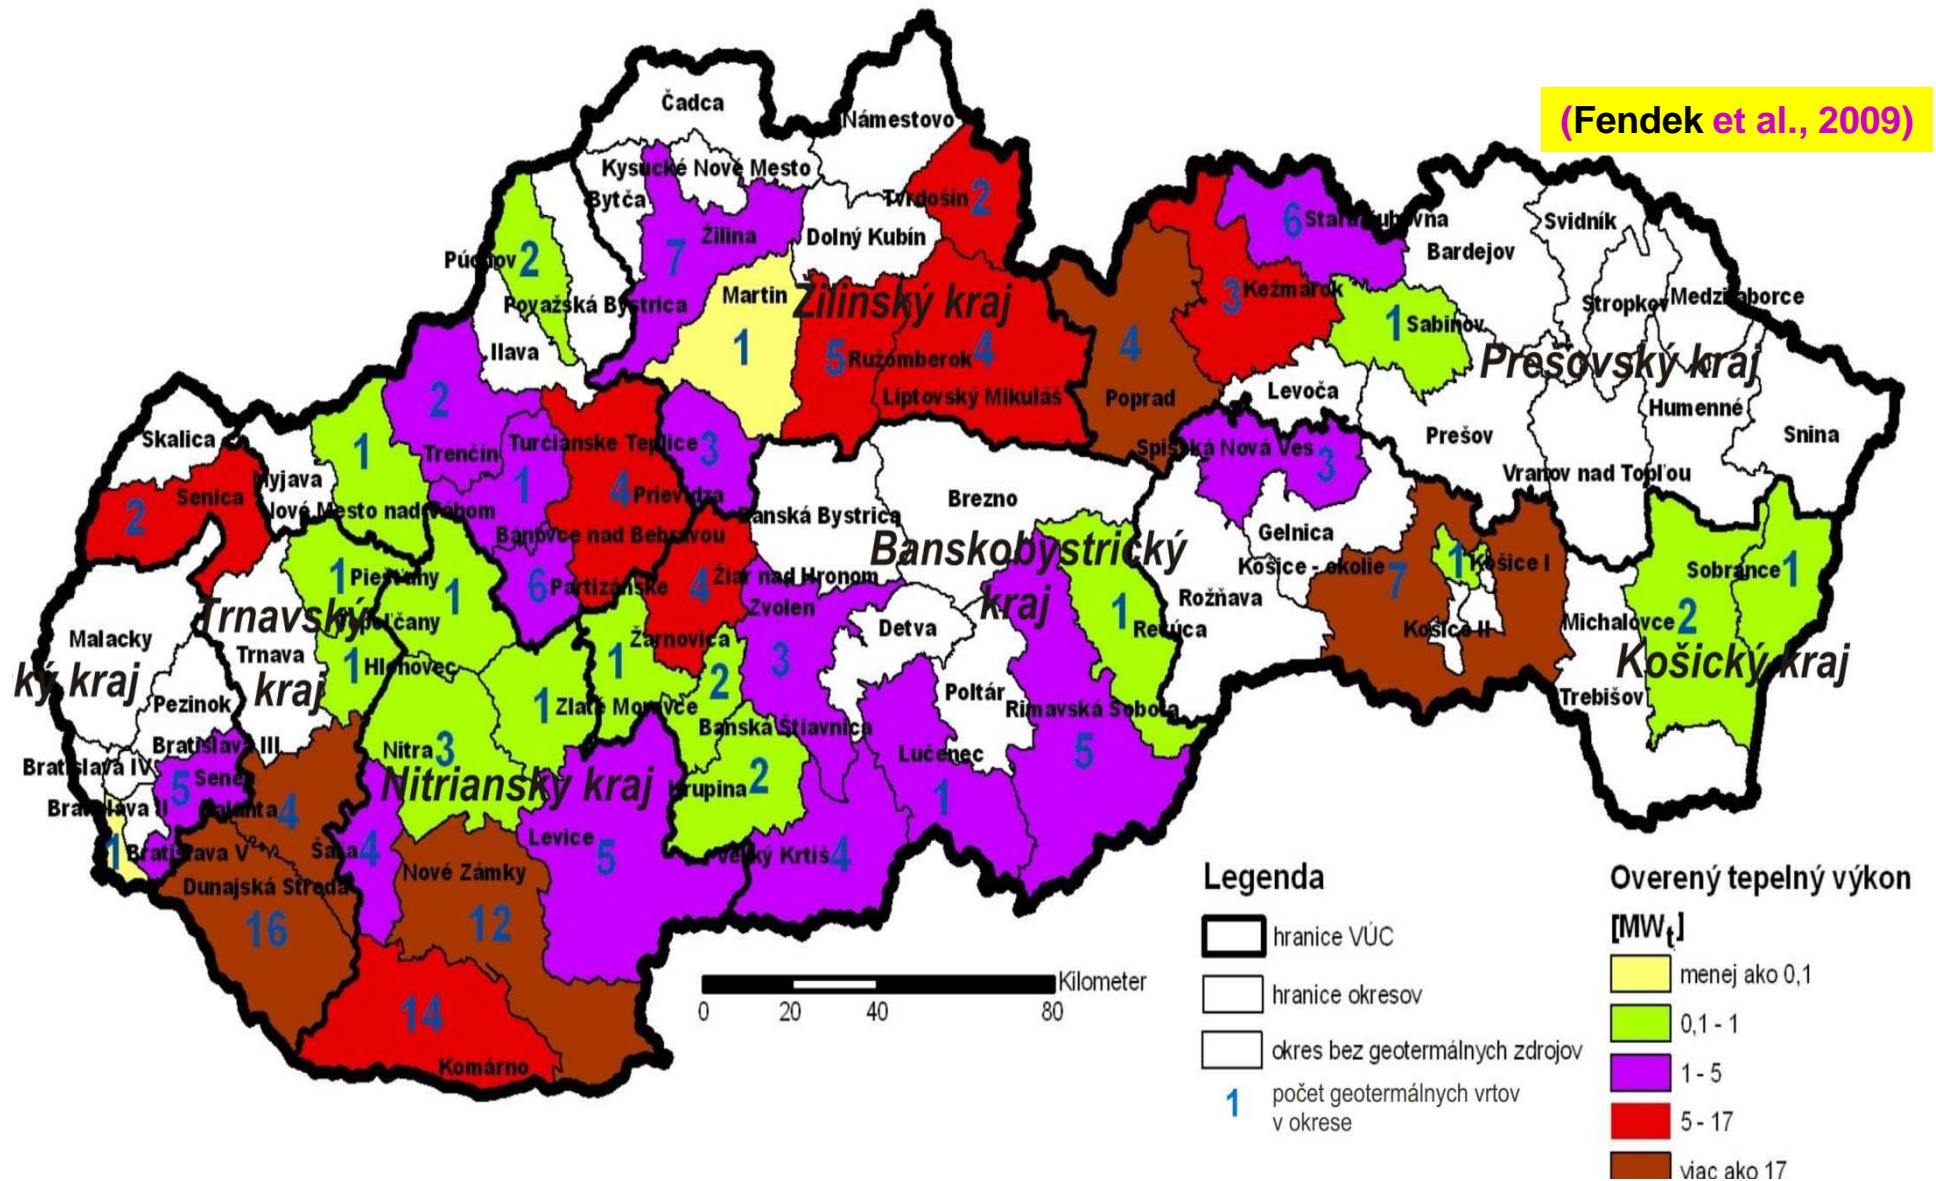 (Fendek et al., 2009)
Čadca
Námestovo
Kysucké Nové Mesto
Bytča
Tvrdošín 2
Žilina
7
Dolný Kubín
6 Stará Ľubovňa
Svidník
Bardejov
Púchov 2
Považská Bystrica
Martin
1
Žilinský kraj
3 Kežmarok
Stropkov
Medzilaborce
1 Sabinov
Ilava
5 Ružomberok
4
Liptovský Mikuláš
4
Poprad
Levoča
Prešovský kraj
Humenné
Snina
Prešov
Vranov nad Topľou
Skalica
2
Trenčín
Turčianske Teplice
3
Spišská Nová Ves
3
Senica
2
Myjava
1
Nové Mesto nad Váhom
1
4 Prievidza
Bánovce nad Bebravou
Banská Bystrica
Brezno
Gelnica
Banskobystrický
kraj
Košice - okolie
7
1 Košice I
Košice II
Sobrance 1
1 Piešťany
1
Topoľčany
6 Partizánske
4
Žiar nad Hronom
Zvolen
Detva
1
Revúca
Rožňava
Michalovce 2
Košický kraj
Trebišov
Malacky
ký kraj
Trnavský
kraj
Trnava
1 Hlohovec
Žarnovica
1
2
3
Poltár
Rimavská Sobota
5
Pezinok
1
Zlaté Moravce
Banská Štiavnica
Lučenec
1
Bratislava III
Bratislava IV
Senec
5
Nitra 3
Nitriansky kraj
Krupina 2
Bratislava II
Galanta
4
1
Bratislava V
Šaľa 4
Levice
5
Veľký Krtíš 4
Nové Zámky
12
Dunajská Streda
16
14
Komárno
0
20
40
80
Kilometer
Legenda
hranice VÚC
hranice okresov
okres bez geotermálnych zdrojov
1 počet geotermálnych vrtov
v okrese
Overený tepelný výkon
[MWt]
menej ako 0,1
0,1 - 1
1 - 5
5 - 17
viac ako 17